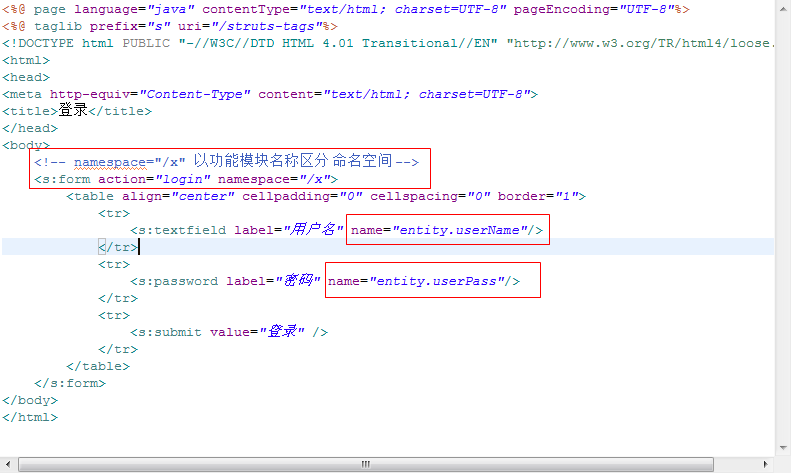 <%@ page language="java" contentType="text/html; charset=UTF-8" pageEncoding="UTF-8"%>
<%@ taglib prefix="s" uri="/struts-tags"%>
<!DOCTYPE html PUBLIC "-//W3C//DTD HTML 4.01 Transitional//EN" "http://www.w3.org/TR/html4/loose.
<html>
<head>
<meta http-equiv="Content-Type" content="text/html; charset=UTF-8">
<title>登录</title>
</head>
<body>
<!-- namespace="/x" 以功能模块名称区分 命名空间 -->
<s:form action="login" namespace="/x">
<table align="center" cellpadding="0" cellspacing="0" border="1">
<tr>
<s:textfield label="用户名" name="entity.userName"/>
</tr>
<tr>
<s:password label="密码" name="entity.userPass"/>
</tr>
<tr>
<s:submit value="登录" />
</tr>
</table>
</s:form>
</body>
</html>